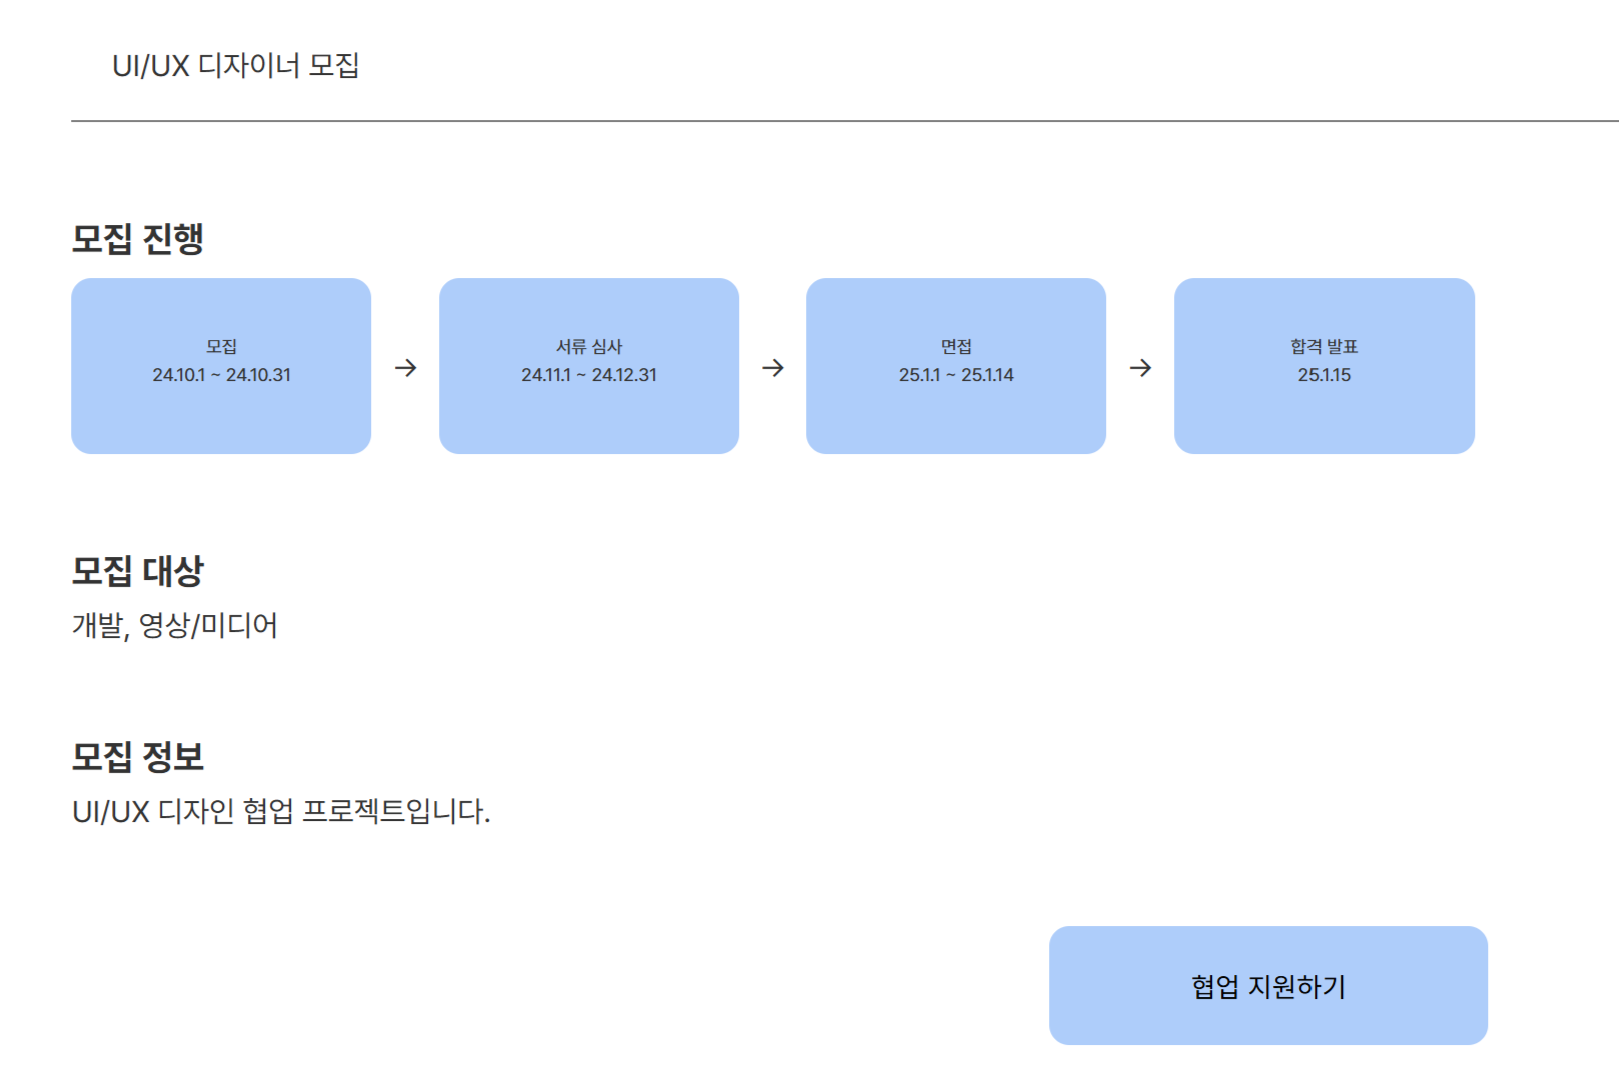 UI/UX 디자이너 모집
모집 진행
모집
24.10.1 ~ 24.10.31
→
서류 심사
24.11.1 ~ 24.12.31
→
면접
25.1.1 ~ 25.1.14
→
합격 발표
25.1.15
모집 대상
개발, 영상/미디어
모집 정보
UI/UX 디자인 협업 프로젝트입니다.
협업 지원하기